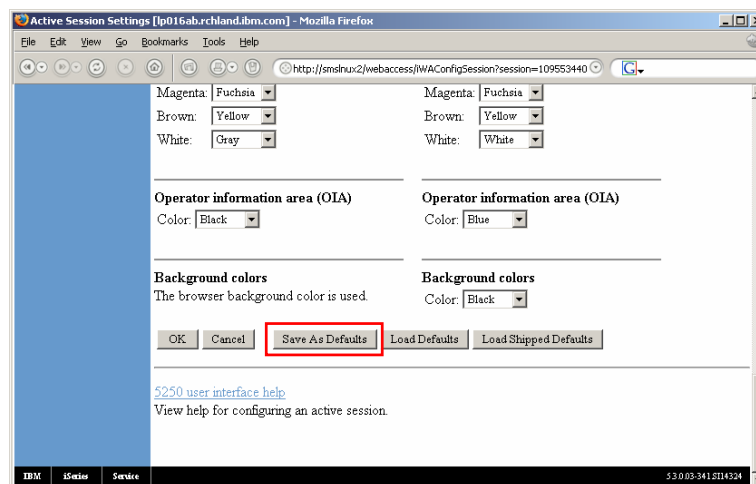 Active Session Settings [lp016ab.rchland.ibm.com] - Mozilla Firefox
File Edit View Go Bookmarks Tools Help
http://smslnux2/webaccess/iWAConfigSession?session=109553440
Magenta: Fuchsia Magenta: Fuchsia
Brown: Yellow Brown: Yellow
White: Gray White: White
Operator information area (OIA) Operator information area (OIA)
Color: Black Color: Blue
Background colors Background colors
The browser background color is used. Color: Black
OK Cancel Save As Defaults Load Defaults Load Shipped Defaults
5250 user interface help
View help for configuring an active session.
IBM iSeries Service 5.3.0.03-341 SI14324